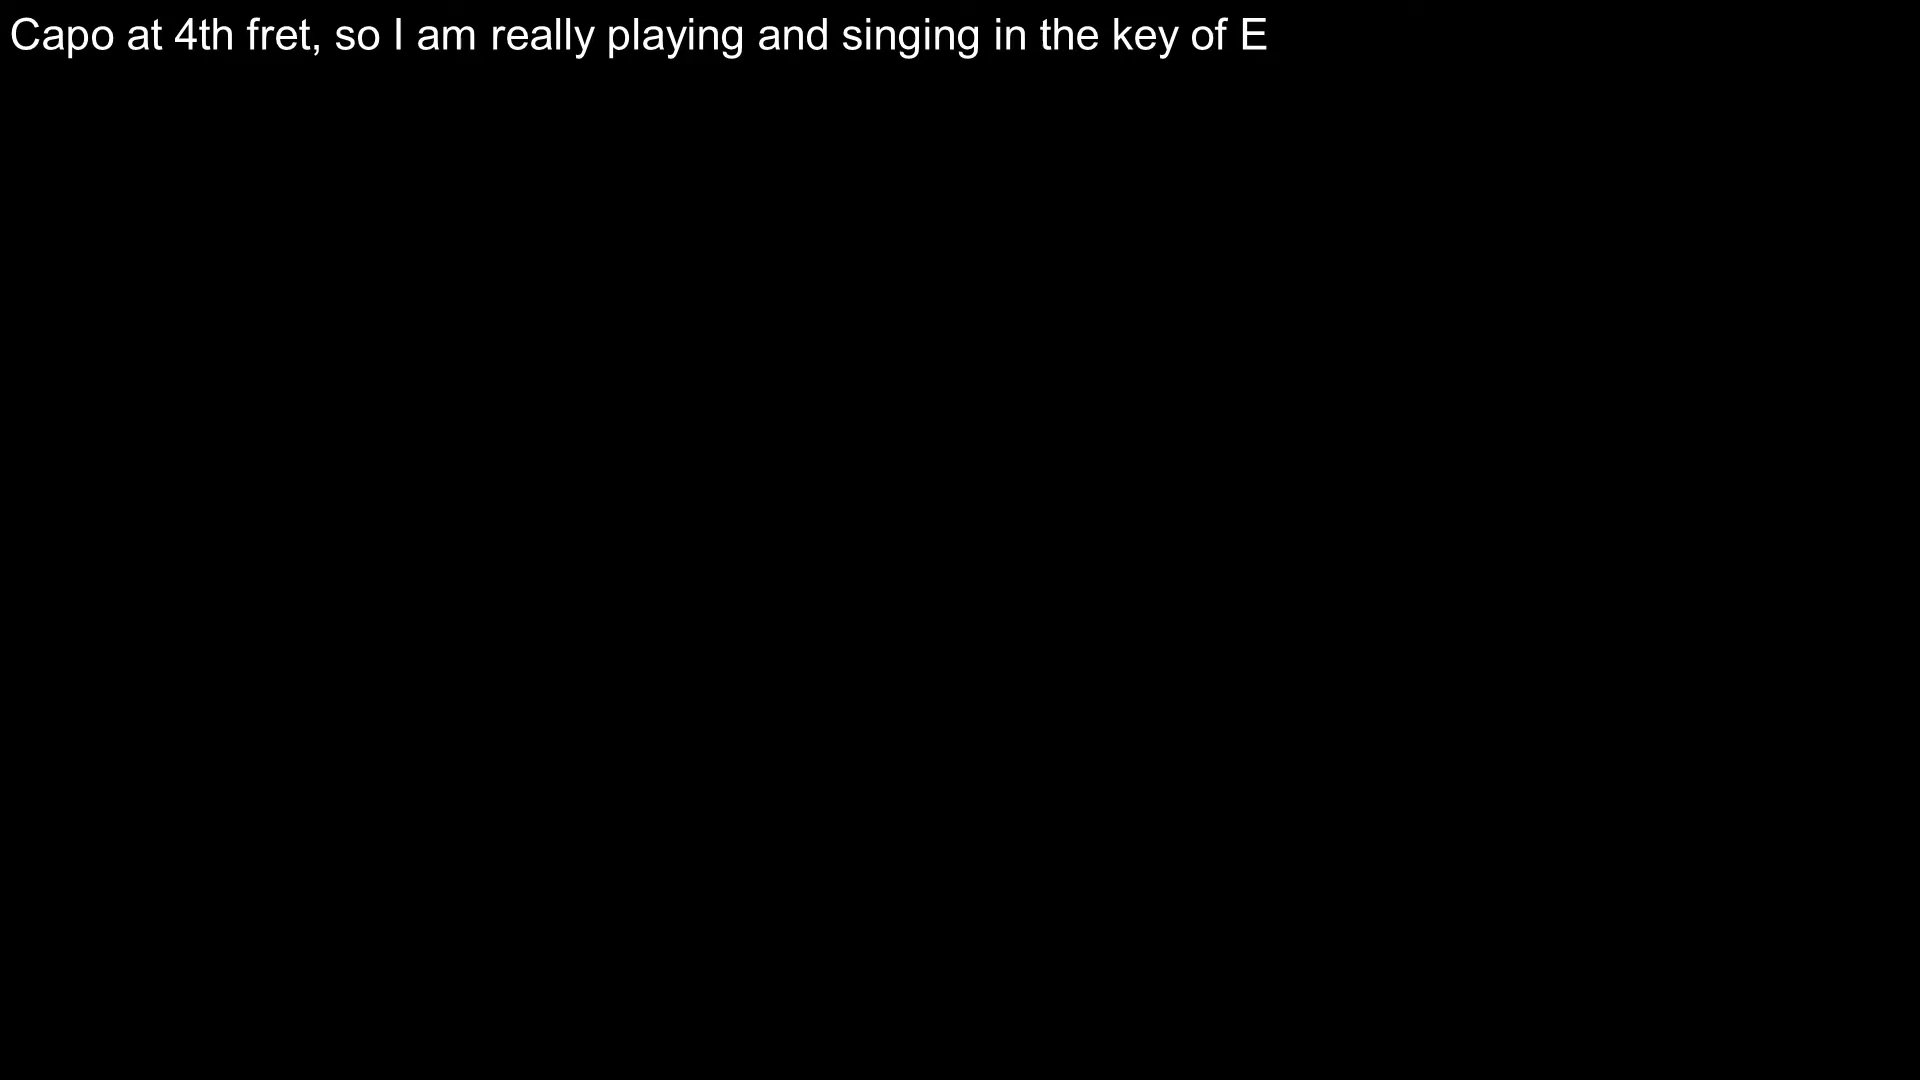 Capo at 4th fret, so I am really playing and singing in the key of E